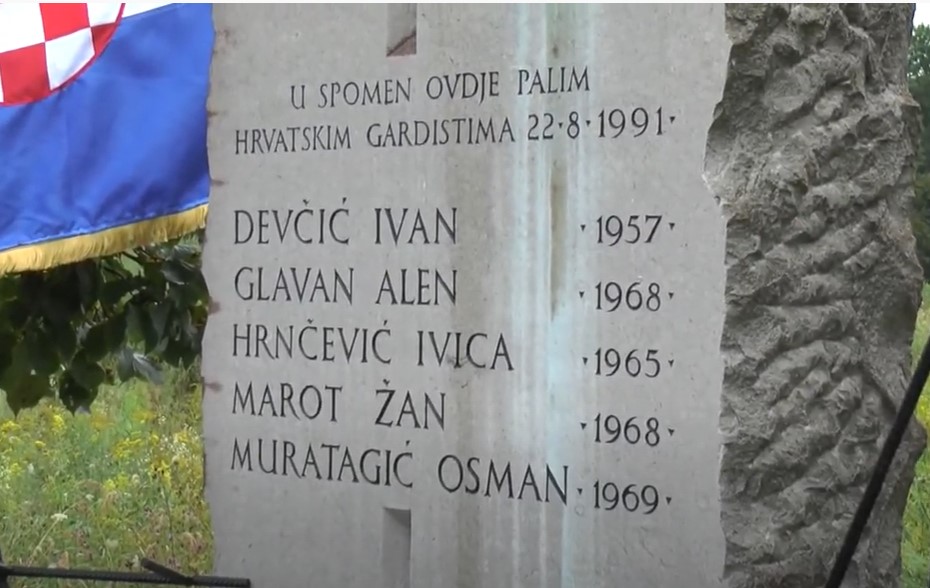 U SPOMEN OVDJE PALIM
HRVATSKIM GARDISTIMA 22·8·1991·
DEVČIĆ IVAN ·1957·
GLAVAN ALEN ·1968·
HRNČEVIĆ IVICA ·1965·
MAROT ŽAN ·1968·
MURATAGIĆ OSMAN ·1969·